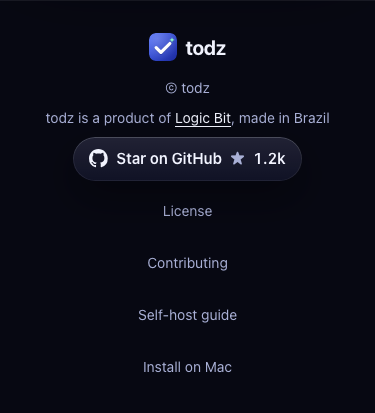 todz
© todz
todz is a product of Logic Bit, made in Brazil
Star on GitHub ★ 1.2k
License
Contributing
Self-host guide
Install on Mac